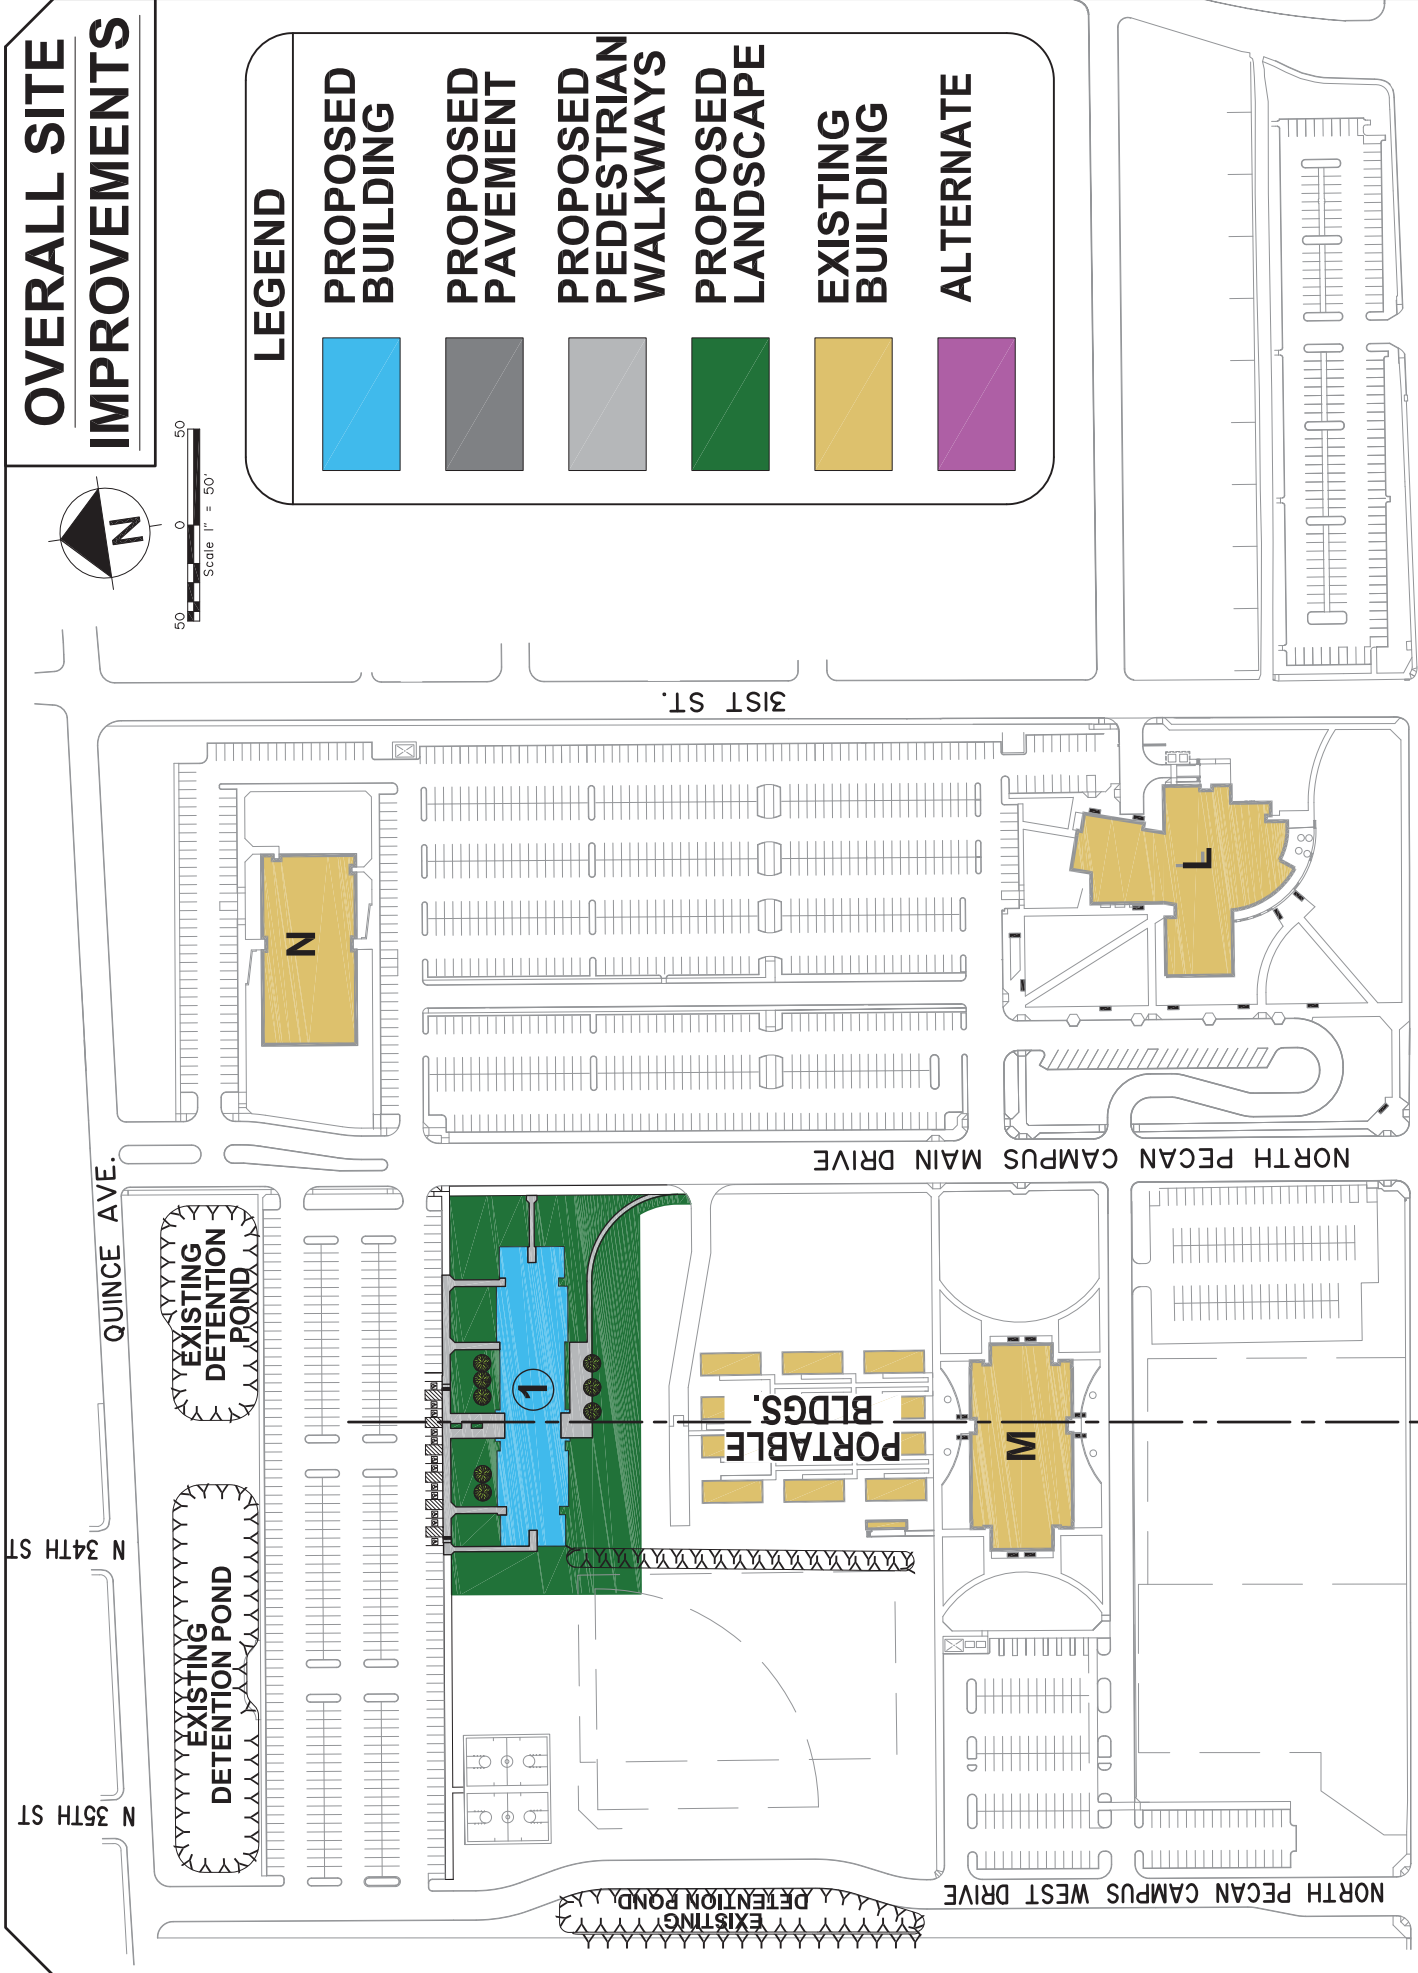 OVERALL SITE
IMPROVEMENTS
N
50
0
50
Scale 1" = 50'
LEGEND
PROPOSED
BUILDING
PROPOSED
PAVEMENT
PROPOSED
PEDESTRIAN
WALKWAYS
PROPOSED
LANDSCAPE
EXISTING
BUILDING
ALTERNATE
31ST ST.
QUINCE AVE.
N 34TH ST
N 35TH ST
N
L
NORTH PECAN CAMPUS MAIN DRIVE
EXISTING
DETENTION
POND
EXISTING
DETENTION POND
1
PORTABLE
BLDGS.
M
EXISTING
DETENTION POND
NORTH PECAN CAMPUS WEST DRIVE